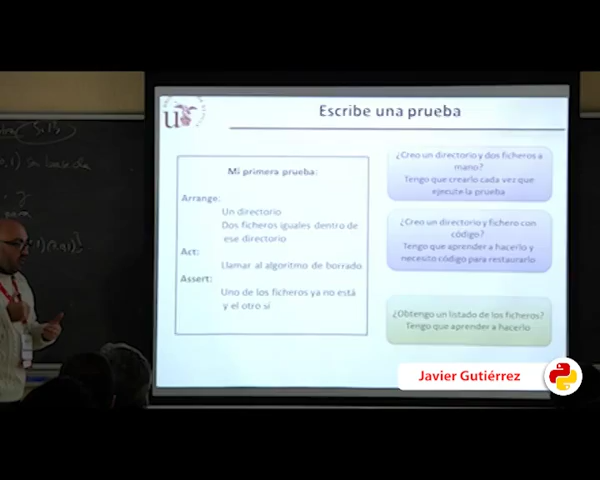 Escribe una prueba
Mi primera prueba:
Arrange:
Un directorio
Dos ficheros iguales dentro de
ese directorio
Act:
Llamar al algoritmo de borrado
Assert:
Uno de los ficheros ya no está
y el otro sí
¿Creo un directorio y dos ficheros a
mano?
Tengo que crearlo cada vez que
ejecute la prueba
¿Creo un directorio y fichero con
código?
Tengo que aprender a hacerlo y
necesito código para restaurarlo
¿Obtengo un listado de los ficheros?
Tengo que aprender a hacerlo
Javier Gutiérrez